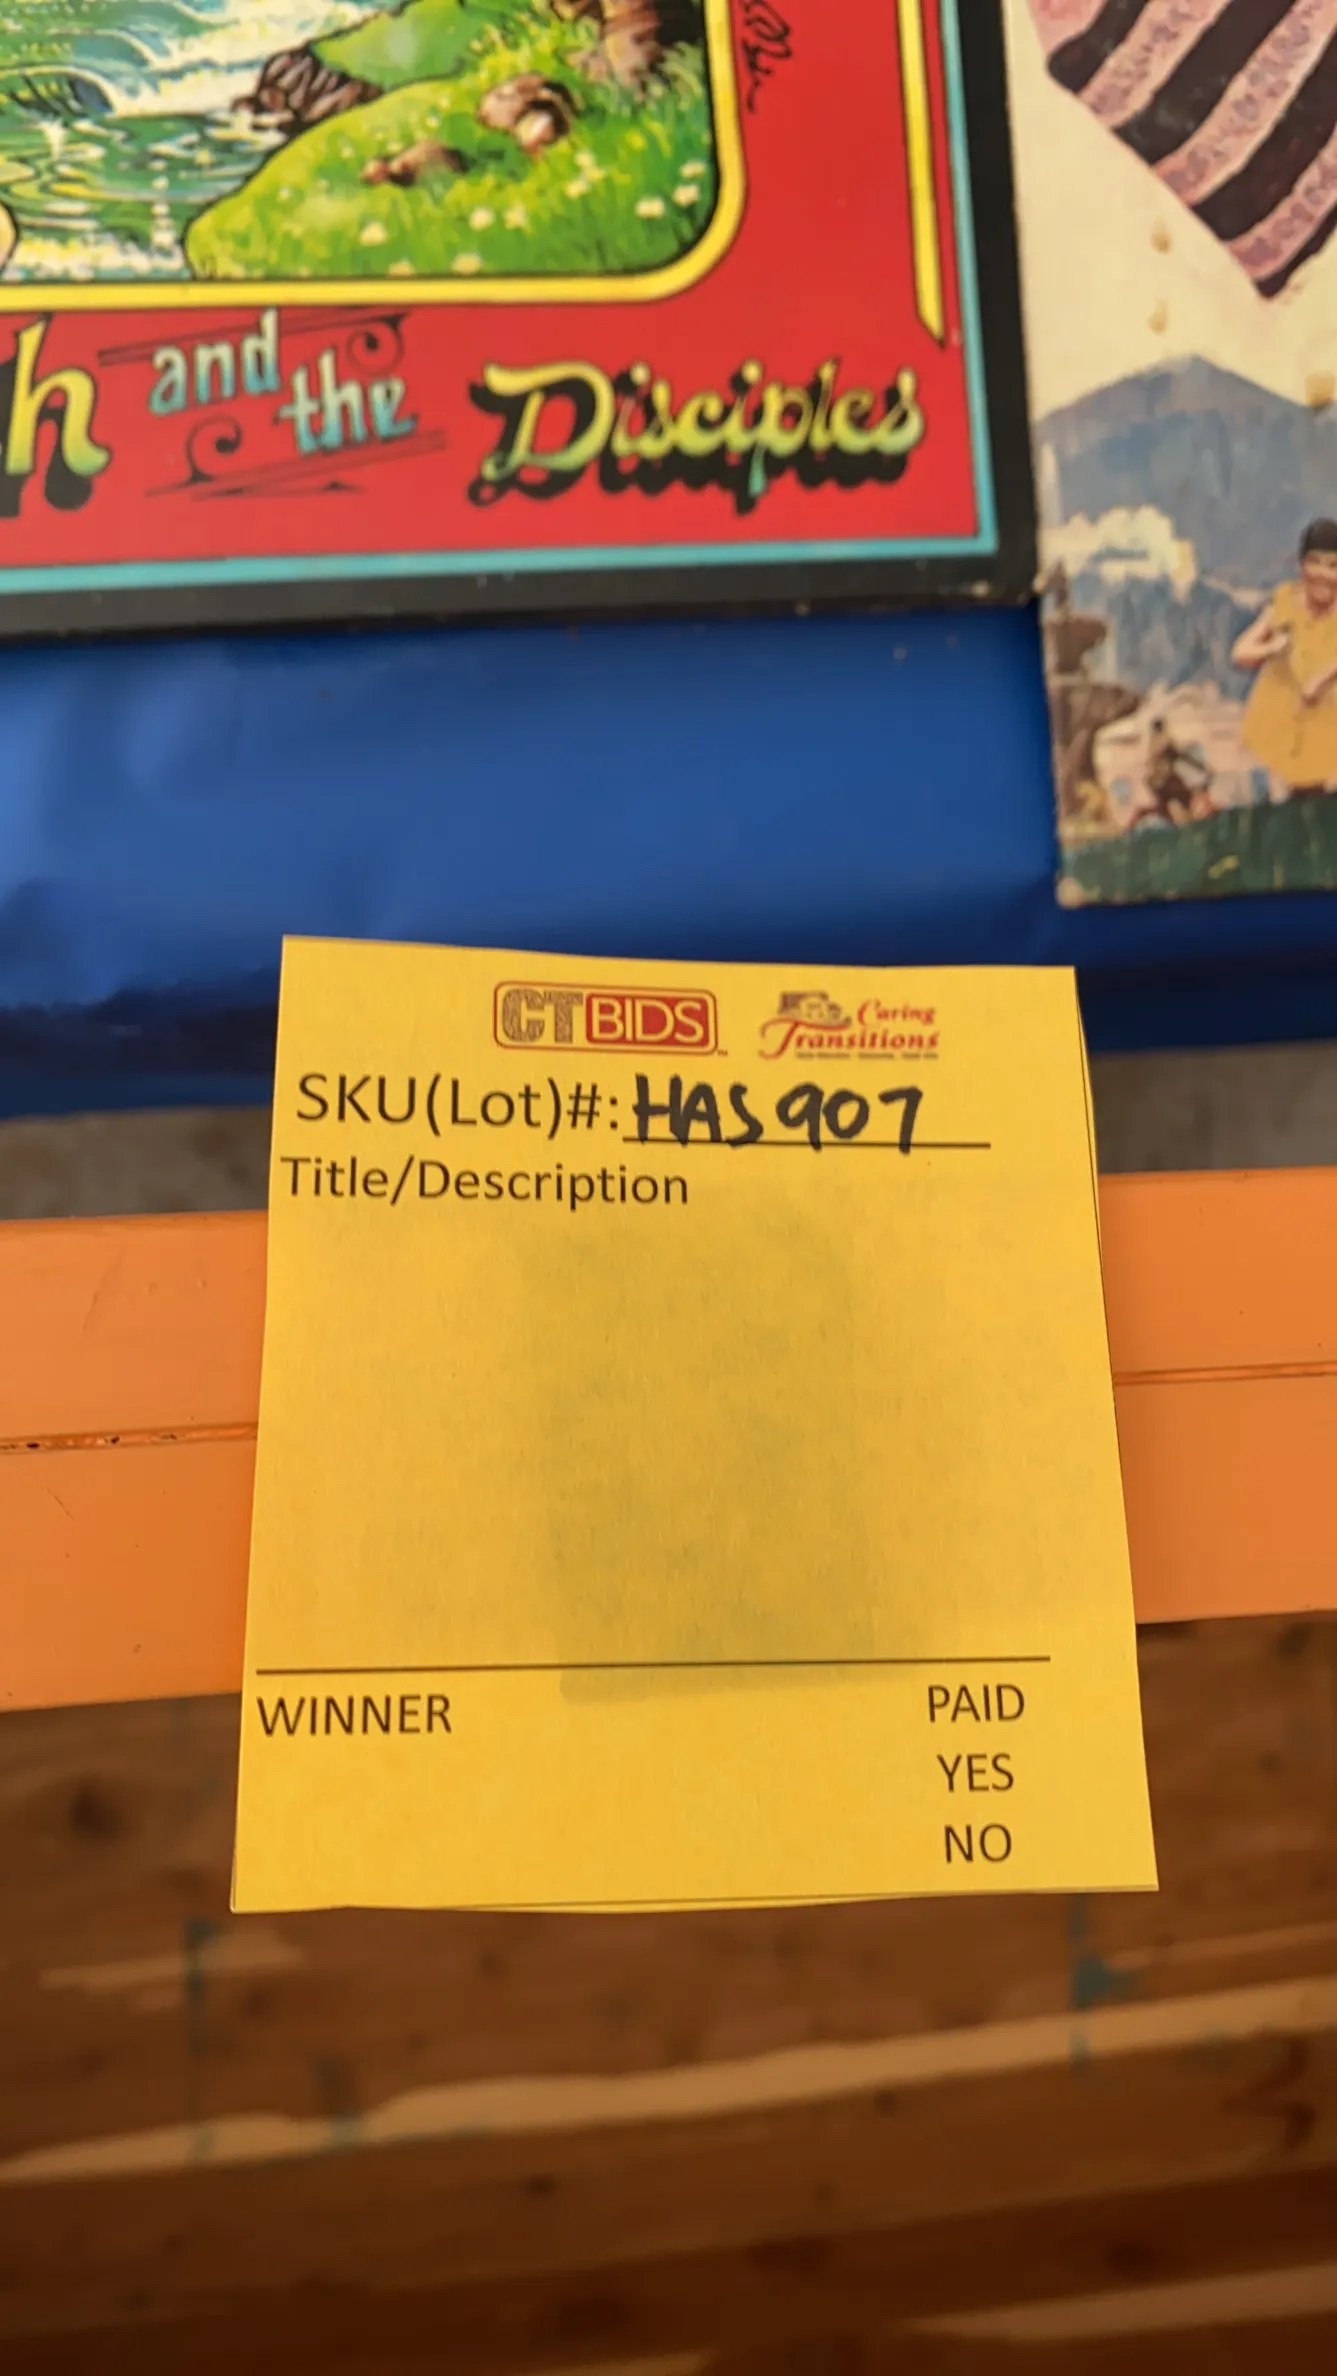 h and the Disciples
CTBIDS
Caring Transitions
SKU(Lot)#: HAS907
Title/Description
WINNER
PAID
YES
NO